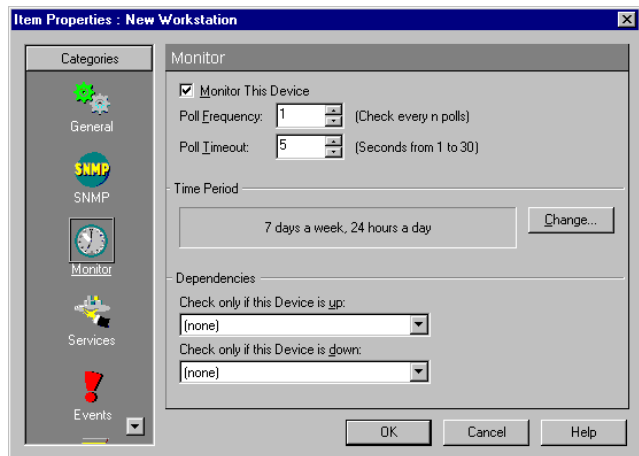 Item Properties : New Workstation
Categories
General
SNMP
SNMP
Monitor
Services
Events
Monitor
Monitor This Device
Poll Frequency: 1 (Check every n polls)
Poll Timeout: 5 (Seconds from 1 to 30)
Time Period
7 days a week, 24 hours a day
Change...
Dependencies
Check only if this Device is up:
(none)
Check only if this Device is down:
(none)
OK Cancel Help